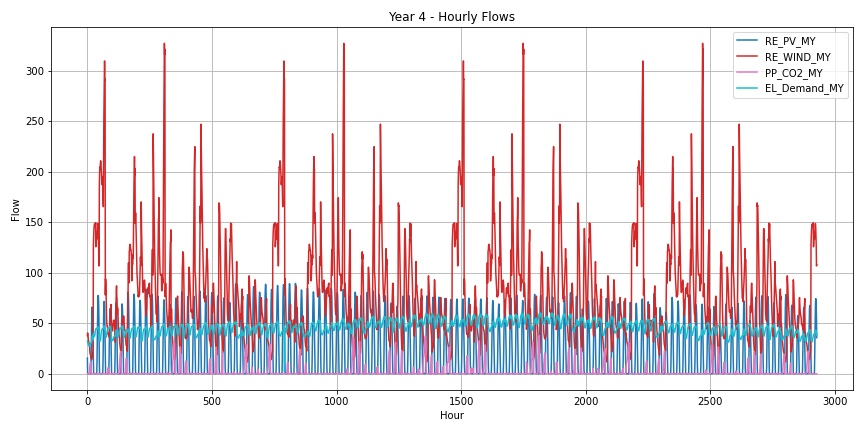 Year 4 - Hourly Flows
RE_PV_MY
RE_WIND_MY
PP_CO2_MY
EL_Demand_MY
Flow
300
250
200
150
100
50
0
0 500 1000 1500 2000 2500 3000
Hour